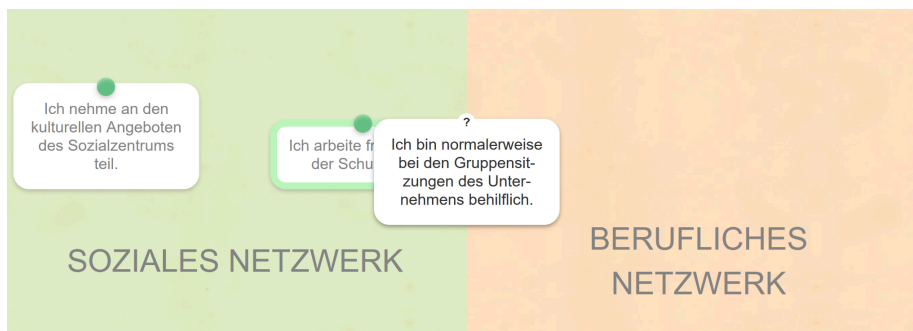 Ich nehme an den
kulturellen Angeboten
des Sozialzentrums
teil.
Ich arbeite
der
?
Ich bin normalerweise
bei den Gruppensit-
zungen des Unter-
nehmens behilflich.
SOZIALES NETZWERK
BERUFLICHES
NETZWERK